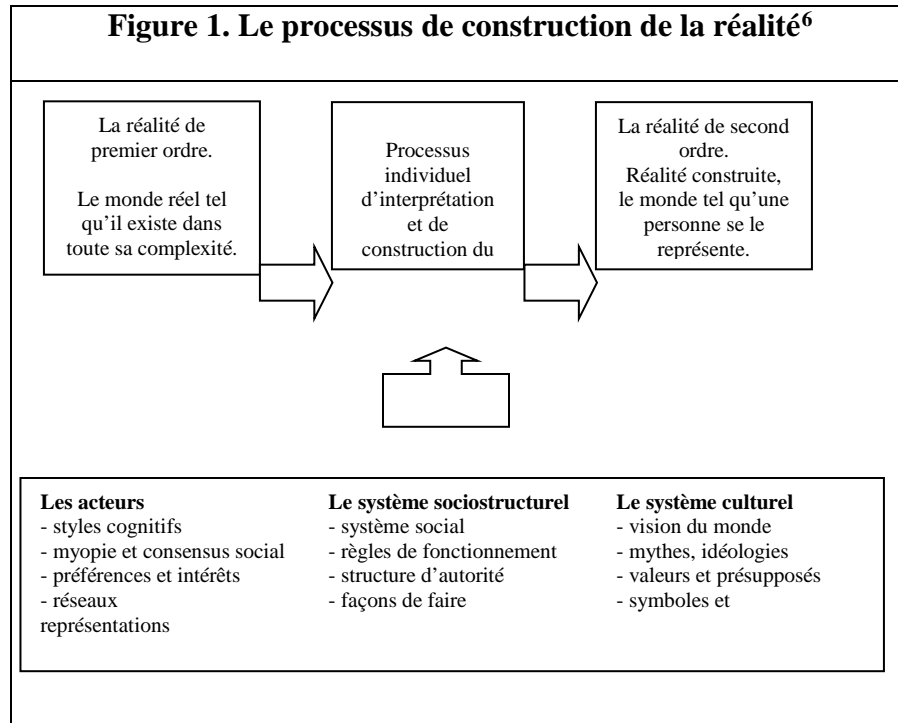 Figure 1. Le processus de construction de la réalité⁶
La réalité de
premier ordre.
Le monde réel tel
qu'il existe dans
toute sa complexité.
Processus
individuel
d'interprétation
et de
construction du
La réalité de second
ordre.
Réalité construite,
le monde tel qu'une
personne se le
représente.
Les acteurs
- styles cognitifs
- myopie et consensus social
- préférences et intérêts
- réseaux
représentations
Le système sociostructurel
- système social
- règles de fonctionnement
- structure d'autorité
- façons de faire
Le système culturel
- vision du monde
- mythes, idéologies
- valeurs et présupposés
- symboles et